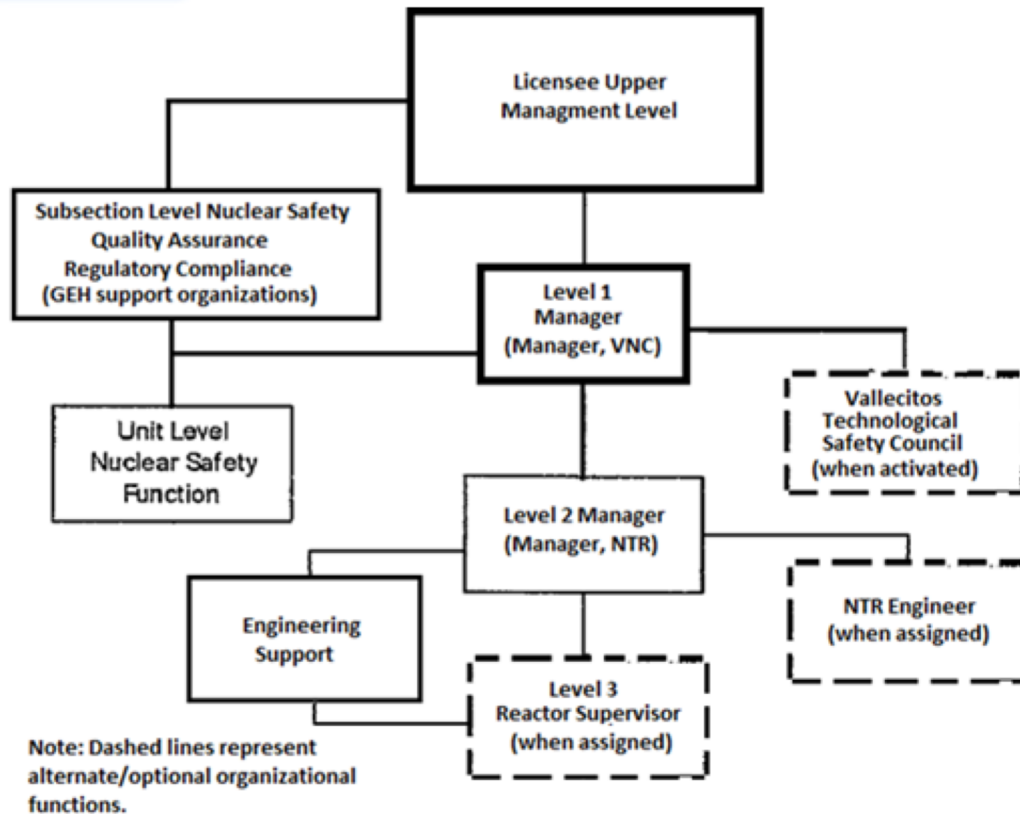 Licensee Upper
Managment Level
Subsection Level Nuclear Safety
Quality Assurance
Regulatory Compliance
(GEH support organizations)
Level 1
Manager
(Manager, VNC)
Unit Level
Nuclear Safety
Function
Vallecitos
Technological
Safety Council
(when activated)
Level 2 Manager
(Manager, NTR)
Engineering
Support
NTR Engineer
(when assigned)
Level 3
Reactor Supervisor
(when assigned)
Note: Dashed lines represent
alternate/optional organizational
functions.